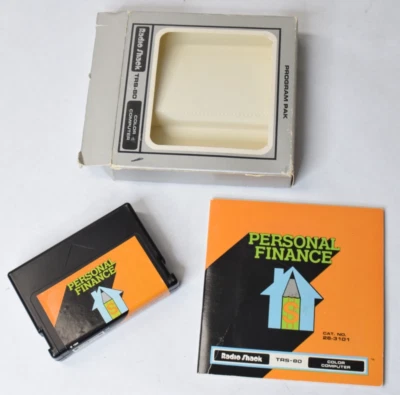 Radio Shack
TRS-80
COLOR
COMPUTER
PROGRAM PAK
PERSONAL
FINANCE
PERSONAL
FINANCE
CAT. NO.
26-3101
Radio Shack
TRS-80
COLOR
COMPUTER